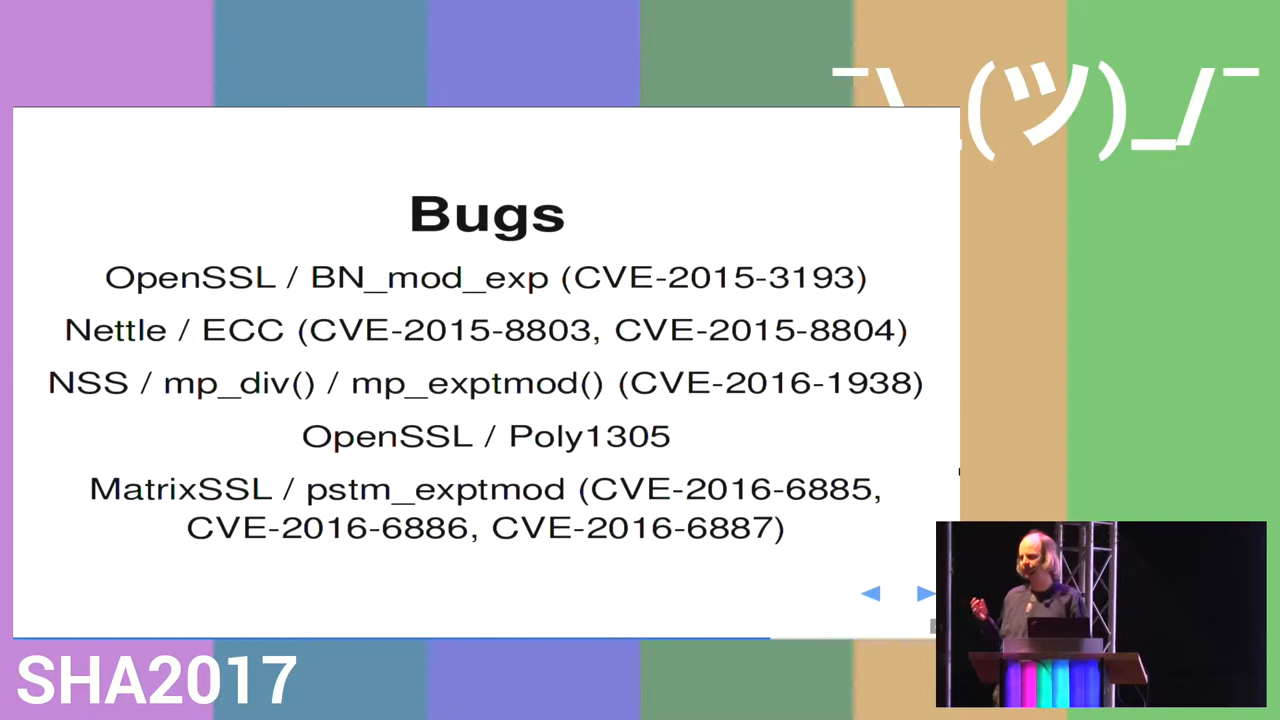 ¯\_(ツ)_/¯
Bugs
OpenSSL / BN_mod_exp (CVE-2015-3193)
Nettle / ECC (CVE-2015-8803, CVE-2015-8804)
NSS / mp_div() / mp_exptmod() (CVE-2016-1938)
OpenSSL / Poly1305
MatrixSSL / pstm_exptmod (CVE-2016-6885,
CVE-2016-6886, CVE-2016-6887)
SHA2017